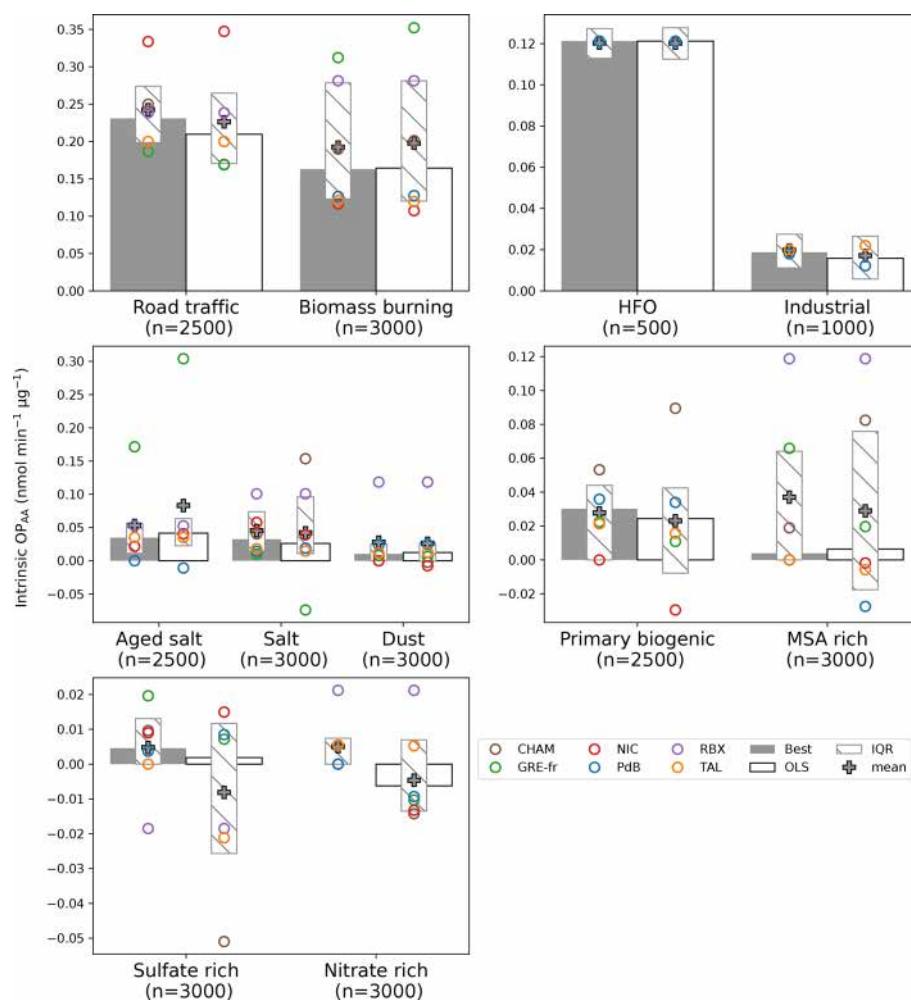 Intrinsic OP_AA (nmol min⁻¹ µg⁻¹)
0.35
0.30
0.25
0.20
0.15
0.10
0.05
0.00
Road traffic
(n=2500)
Biomass burning
(n=3000)
0.12
0.10
0.08
0.06
0.04
0.02
0.00
HFO
(n=500)
Industrial
(n=1000)
0.30
0.25
0.20
0.15
0.10
0.05
0.00
−0.05
Aged salt
(n=2500)
Salt
(n=3000)
Dust
(n=3000)
0.12
0.10
0.08
0.06
0.04
0.02
0.00
−0.02
Primary biogenic
(n=2500)
MSA rich
(n=3000)
0.02
0.01
0.00
−0.01
−0.02
−0.03
−0.04
−0.05
Sulfate rich
(n=3000)
Nitrate rich
(n=3000)
CHAM NIC RBX Best IQR
GRE-fr PdB TAL OLS mean